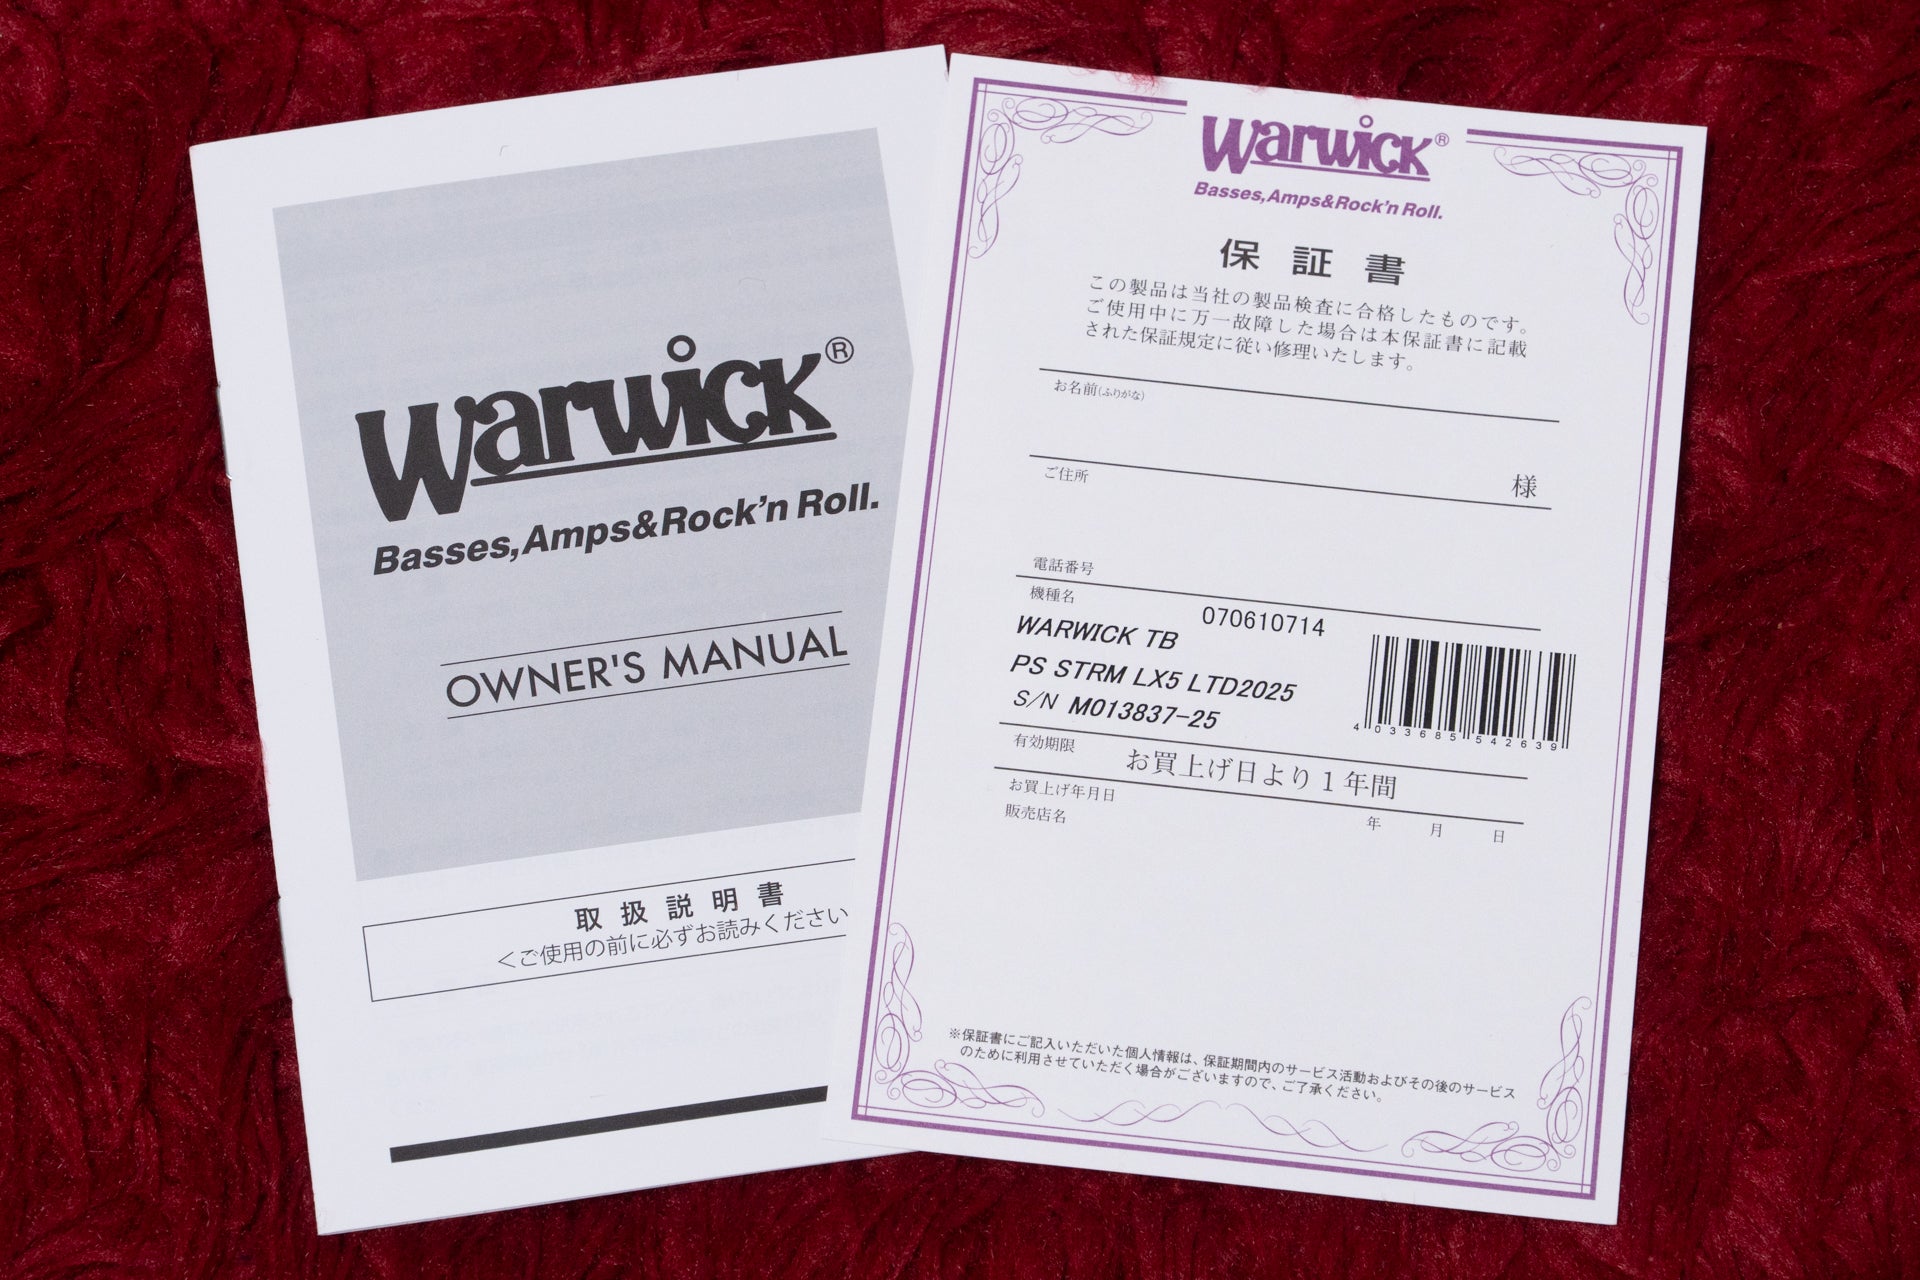 Warwick®
Basses,Amps&Rock'n Roll.
OWNER'S MANUAL
取扱説明書
＜ご使用の前に必ずお読みください
Warwick®
Basses,Amps&Rock'n Roll.
保証書
この製品は当社の製品検査に合格したものです。
ご使用中に万一故障した場合は本保証書に記載
された保証規定に従い修理いたします。
お名前(ふりがな)
様
ご住所
電話番号
機種名
070610714
WARWICK TB
PS STRM LX5 LTD2025
S/N M013837-25
4 033685 542639
有効期限
お買上げ日より1年間
お買上げ年月日
年 月 日
販売店名
※保証書にご記入いただいた個人情報は、保証期間内のサービス活動およびその後のサービス
のために利用させていただく場合がございますので、ご了承ください。